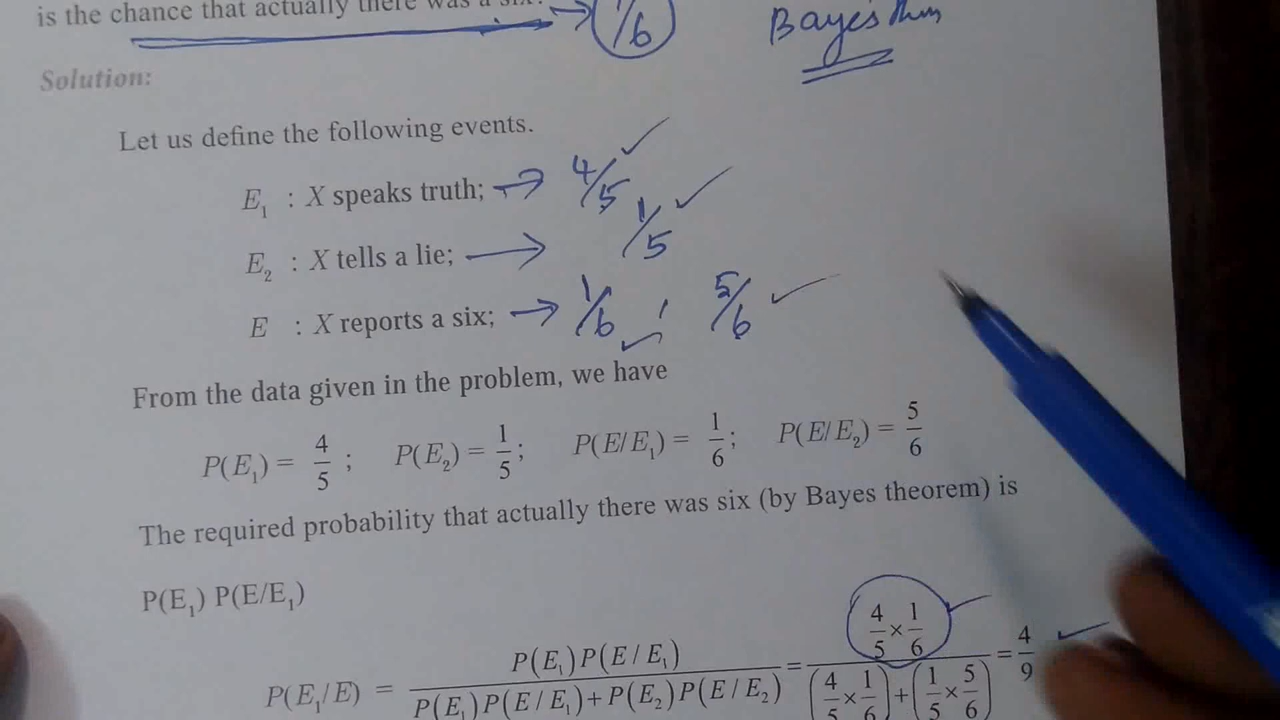 is the chance that actually there was a six? → 1/6 Bayes thm
Solution:
Let us define the following events.
E₁ : X speaks truth; → 4/5 ✓
E₂ : X tells a lie; → 1/5 ✓
E : X reports a six; → 1/6 ✓ ; 5/6 ✓
From the data given in the problem, we have
P(E₁) = 4/5 ; P(E₂) = 1/5 ; P(E/E₁) = 1/6 ; P(E/E₂) = 5/6
The required probability that actually there was six (by Bayes theorem) is
P(E₁) P(E/E₁)
P(E₁/E) = P(E₁)P(E/E₁) / P(E₁)P(E/E₁)+P(E₂)P(E/E₂) = 4/5 × 1/6 / (4/5 × 1/6) + (1/5 × 5/6) = 4/9 ✓